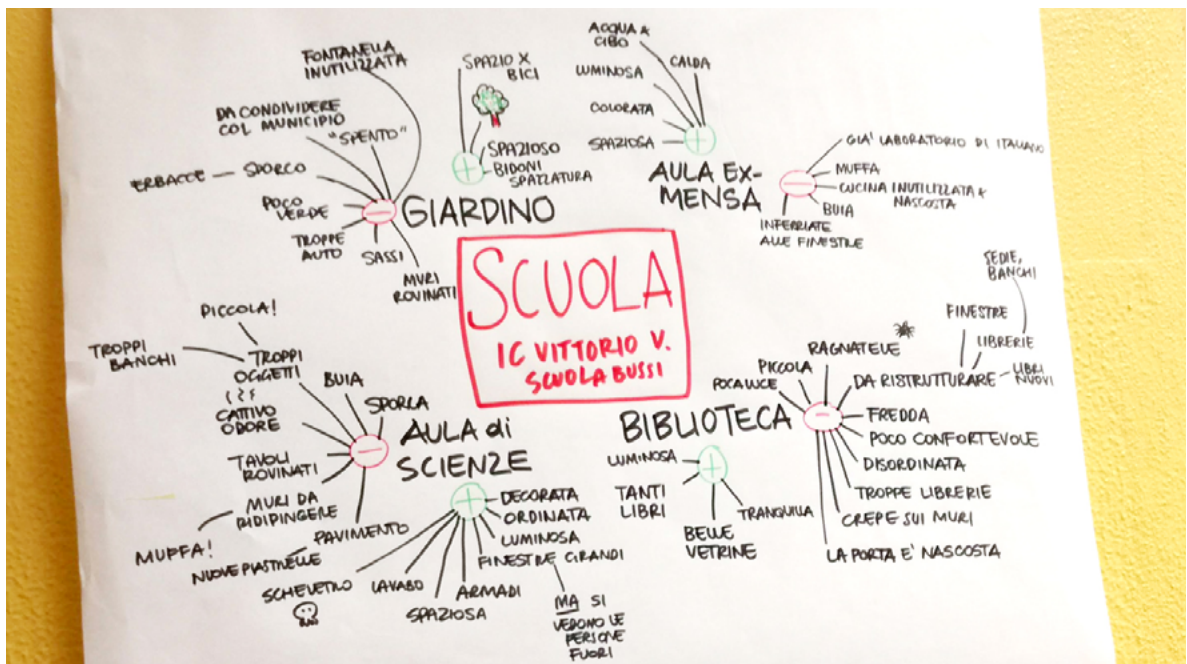 FONTANELLA
INUTILIZZATA
DA CONDIVIDERE
COL MUNICIPIO
"SPENTO"
ERBACCE
SPORCO
POCO
VERDE
TROPPE
AUTO
SASSI
MURI
ROVINATI
GIARDINO
SPAZIO X
BICI
SPAZIOSO
BIDONI
SPAZZATURA
ACQUA &
CIBO
LUMINOSA
CALDA
COLORATA
SPAZIOSA
AULA EX-
MENSA
GIA' LABORATORIO DI ITALIANO
MUFFA
CUCINA INUTILIZZATA &
NASCOSTA
BUIA
INFERRIATE
ALLE FINESTRE
SCUOLA
IC VITTORIO V.
SCUOLA BUSSI
PICCOLA!
TROPPI
BANCHI
TROPPI
OGGETTI
CATTIVO
ODORE
BUIA
SPORCA
TAVOLI
ROVINATI
MURI DA
RIDIPINGERE
MUFFA!
PAVIMENTO
NUOVE PIASTRELLE
AULA di
SCIENZE
DECORATA
ORDINATA
LUMINOSA
FINESTRE GRANDI
MA SI
VEDONO LE
PERSONE
FUORI
ARMADI
SPAZIOSA
LAVABO
SCHELETRO
BIBLIOTECA
LUMINOSA
TANTI
LIBRI
BELLE
VETRINE
TRANQUILLA
POCA LUCE
PICCOLA
RAGNATELE
DA RISTRUTTURARE
FINESTRE
LIBRERIE
SEDIE,
BANCHI
LIBRI
NUOVI
FREDDA
POCO CONFORTEVOLE
DISORDINATA
TROPPE LIBRERIE
CREPE SUI MURI
LA PORTA E' NASCOSTA